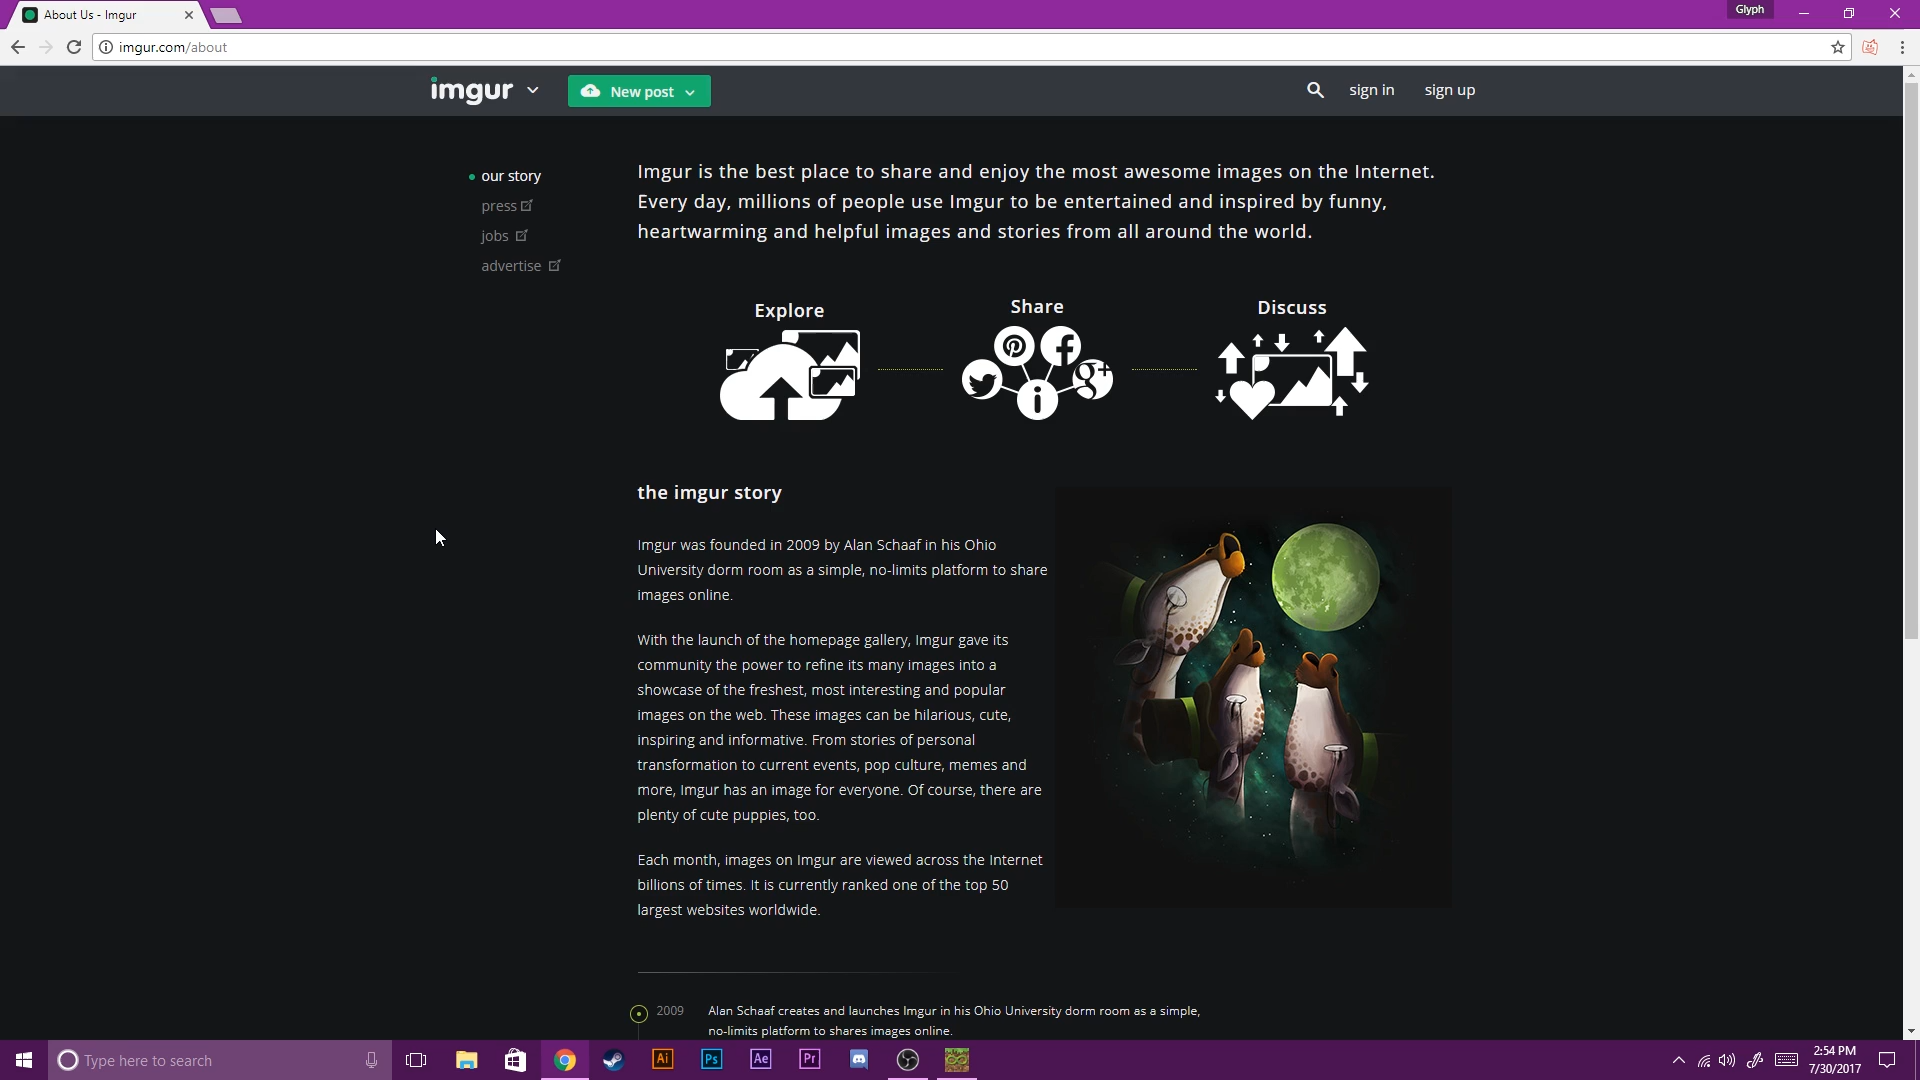 About Us - Imgur
Glyph
imgur.com/about
imgur
New post
sign in
sign up
our story
press
jobs
advertise
Imgur is the best place to share and enjoy the most awesome images on the Internet.
Every day, millions of people use Imgur to be entertained and inspired by funny,
heartwarming and helpful images and stories from all around the world.
Explore
Share
Discuss
the imgur story
Imgur was founded in 2009 by Alan Schaaf in his Ohio
University dorm room as a simple, no-limits platform to share
images online.
With the launch of the homepage gallery, Imgur gave its
community the power to refine its many images into a
showcase of the freshest, most interesting and popular
images on the web. These images can be hilarious, cute,
inspiring and informative. From stories of personal
transformation to current events, pop culture, memes and
more, Imgur has an image for everyone. Of course, there are
plenty of cute puppies, too.
Each month, images on Imgur are viewed across the Internet
billions of times. It is currently ranked one of the top 50
largest websites worldwide.
2009
Alan Schaaf creates and launches Imgur in his Ohio University dorm room as a simple,
no-limits platform to shares images online.
Type here to search
Ai
Ps
Ae
Pr
2:54 PM
7/30/2017